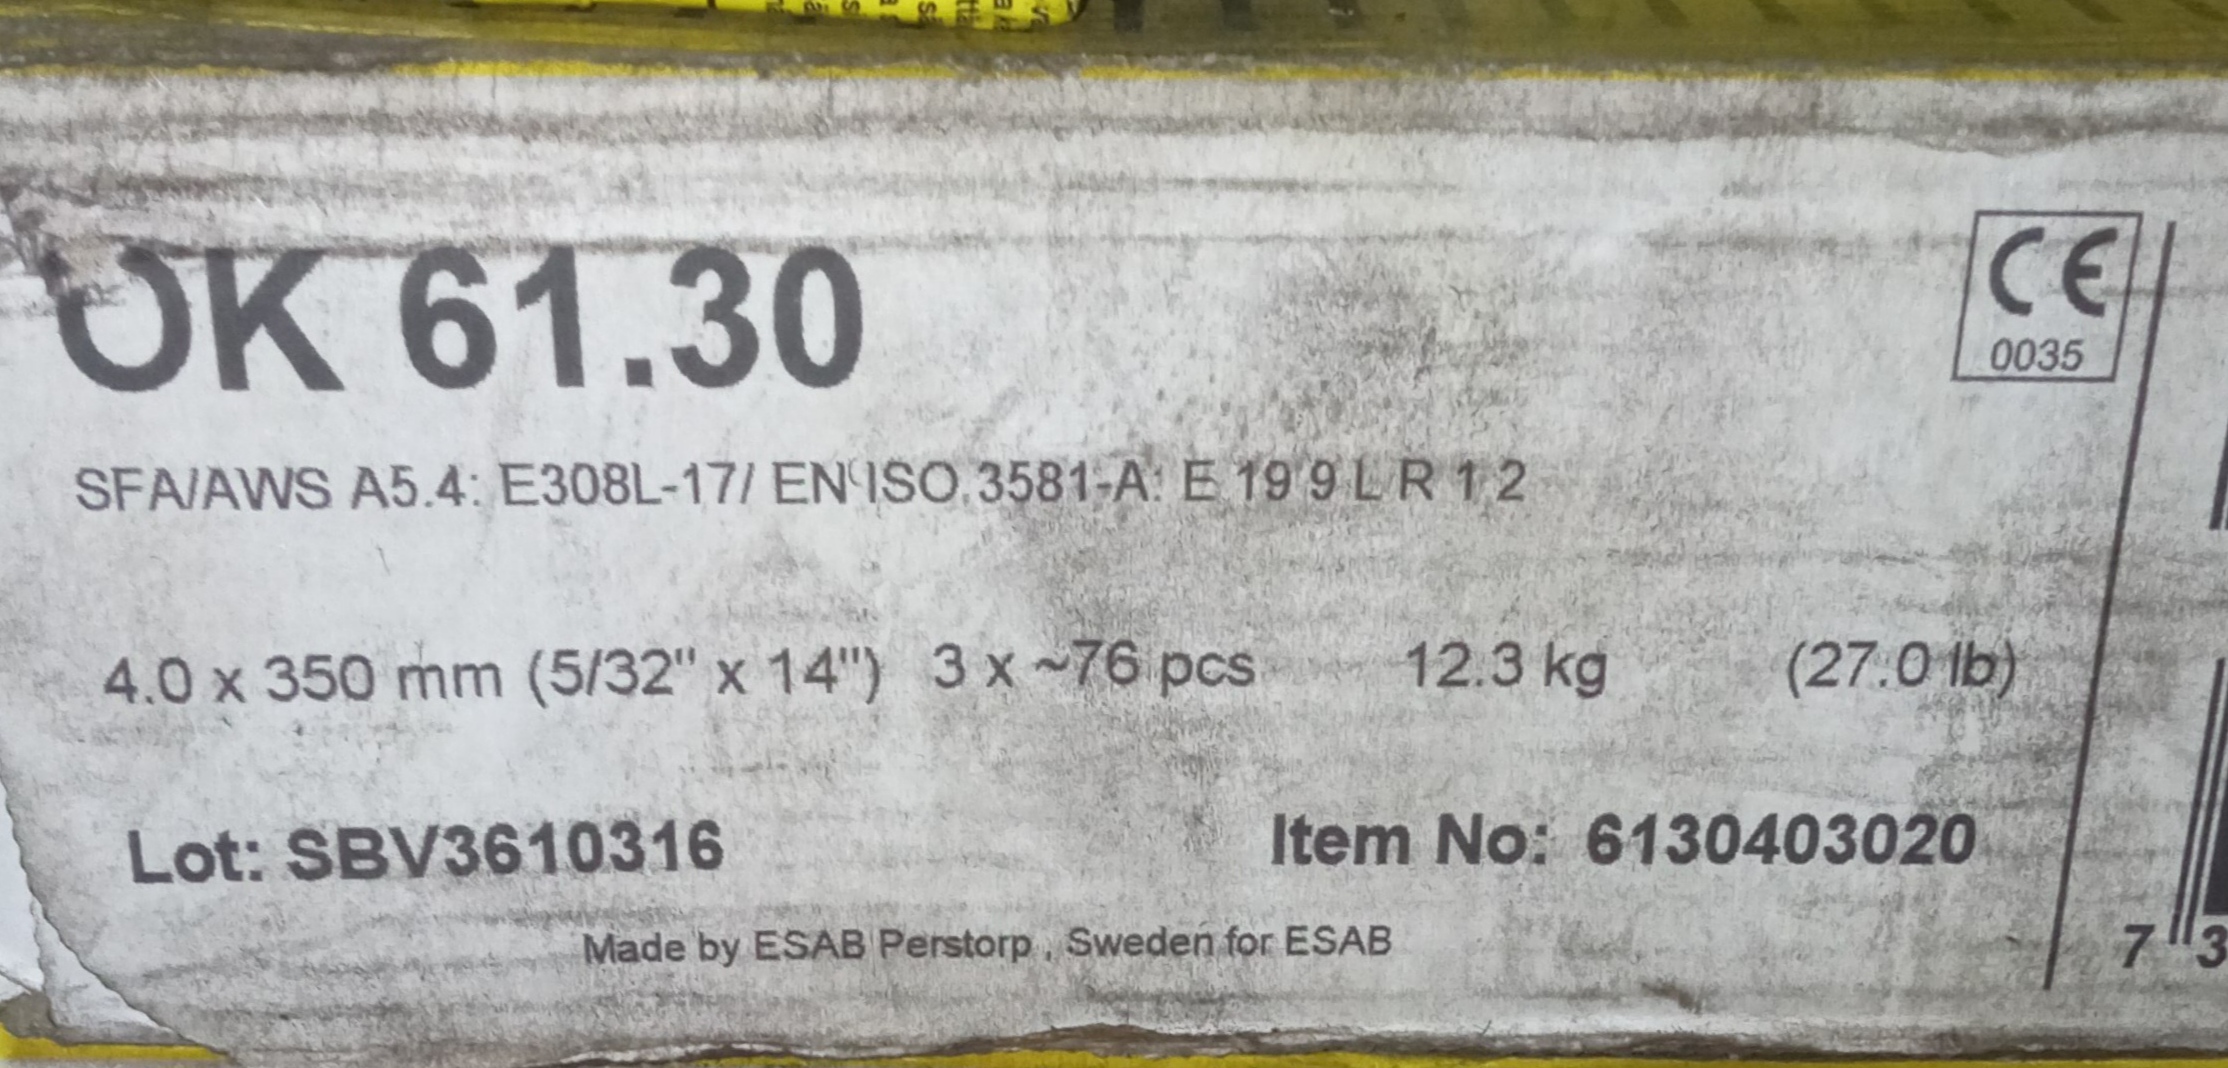 OK 61.30
CE
0035
SFA/AWS A5.4: E308L-17/ EN ISO 3581-A: E 19 9 L R 1 2
4.0 x 350 mm (5/32" x 14") 3 x ~76 pcs 12.3 kg (27.0 lb)
Lot: SBV3610316 Item No: 6130403020
Made by ESAB Perstorp , Sweden for ESAB
7 3